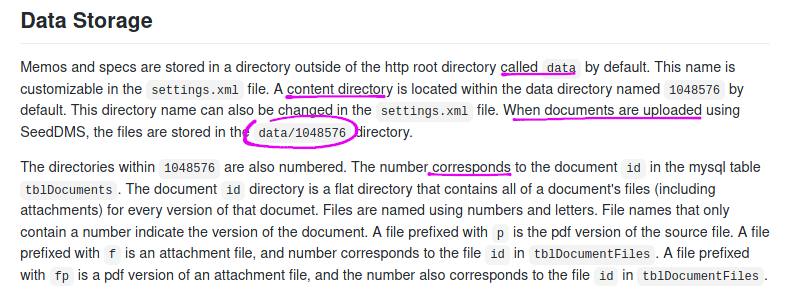 Data Storage
Memos and specs are stored in a directory outside of the http root directory called data by default. This name is
customizable in the settings.xml file. A content directory is located within the data directory named 1048576 by
default. This directory name can also be changed in the settings.xml file. When documents are uploaded using
SeedDMS, the files are stored in the data/1048576 directory.
The directories within 1048576 are also numbered. The number corresponds to the document id in the mysql table
tblDocuments . The document id directory is a flat directory that contains all of a document's files (including
attachments) for every version of that documet. Files are named using numbers and letters. File names that only
contain a number indicate the version of the document. A file prefixed with p is the pdf version of the source file. A file
prefixed with f is an attachment file, and number corresponds to the file id in tblDocumentFiles . A file prefixed
with fp is a pdf version of an attachment file, and the number also corresponds to the file id in tblDocumentFiles .